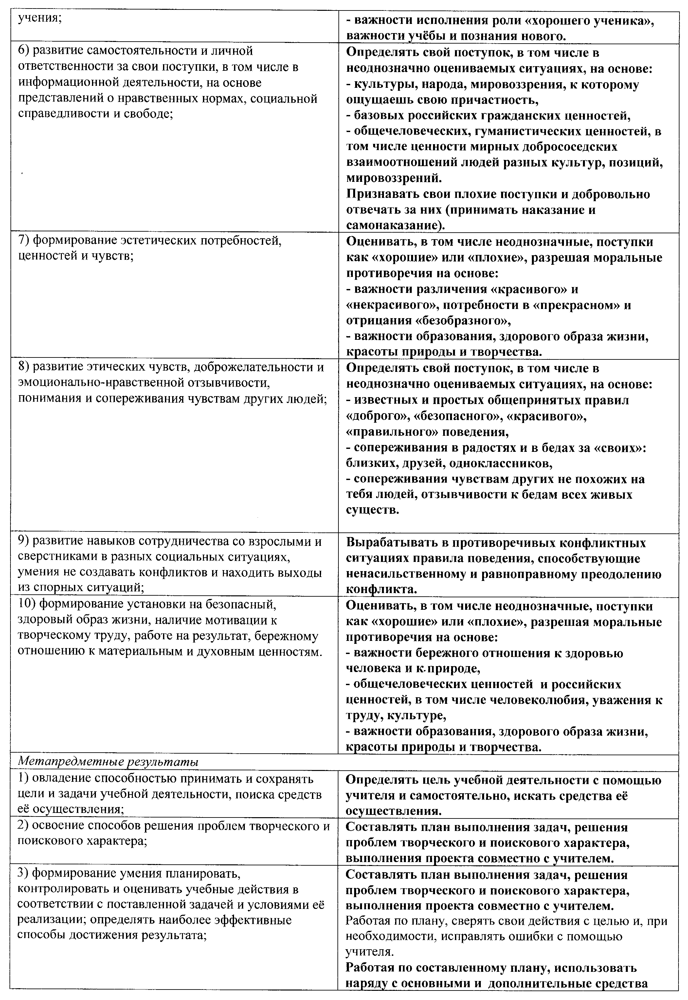 учения;
- важности исполнения роли «хорошего ученика»,
важности учёбы и познания нового.
6) развитие самостоятельности и личной
ответственности за свои поступки, в том числе в
информационной деятельности, на основе
представлений о нравственных нормах, социальной
справедливости и свободе;
Определять свой поступок, в том числе в
неоднозначно оцениваемых ситуациях, на основе:
- культуры, народа, мировоззрения, к которому
ощущаешь свою причастность,
- базовых российских гражданских ценностей,
- общечеловеческих, гуманистических ценностей, в
том числе ценности мирных добрососедских
взаимоотношений людей разных культур, позиций,
мировоззрений.
Признавать свои плохие поступки и добровольно
отвечать за них (принимать наказание и
самонаказание).
7) формирование эстетических потребностей,
ценностей и чувств;
Оценивать, в том числе неоднозначные, поступки
как «хорошие» или «плохие», разрешая моральные
противоречия на основе:
- важности различения «красивого» и
«некрасивого», потребности в «прекрасном» и
отрицания «безобразного»,
- важности образования, здорового образа жизни,
красоты природы и творчества.
8) развитие этических чувств, доброжелательности и
эмоционально-нравственной отзывчивости,
понимания и сопереживания чувствам других людей;
Определять свой поступок, в том числе в
неоднозначно оцениваемых ситуациях, на основе:
- известных и простых общепринятых правил
«доброго», «безопасного», «красивого»,
«правильного» поведения,
- сопереживания в радостях и в бедах за «своих»:
близких, друзей, одноклассников,
- сопереживания чувствам других не похожих на
тебя людей, отзывчивости к бедам всех живых
существ.
9) развитие навыков сотрудничества со взрослыми и
сверстниками в разных социальных ситуациях,
умения не создавать конфликтов и находить выходы
из спорных ситуаций;
Вырабатывать в противоречивых конфликтных
ситуациях правила поведения, способствующие
ненасильственному и равноправному преодолению
конфликта.
10) формирование установки на безопасный,
здоровый образ жизни, наличие мотивации к
творческому труду, работе на результат, бережному
отношению к материальным и духовным ценностям.
Оценивать, в том числе неоднозначные, поступки
как «хорошие» или «плохие», разрешая моральные
противоречия на основе:
- важности бережного отношения к здоровью
человека и к природе,
- общечеловеческих ценностей и российских
ценностей, в том числе человеколюбия, уважения к
труду, культуре,
- важности образования, здорового образа жизни,
красоты природы и творчества.
Метапредметные результаты
1) овладение способностью принимать и сохранять
цели и задачи учебной деятельности, поиска средств
её осуществления;
Определять цель учебной деятельности с помощью
учителя и самостоятельно, искать средства её
осуществления.
2) освоение способов решения проблем творческого и
поискового характера;
Составлять план выполнения задач, решения
проблем творческого и поискового характера,
выполнения проекта совместно с учителем.
3) формирование умения планировать,
контролировать и оценивать учебные действия в
соответствии с поставленной задачей и условиями её
реализации; определять наиболее эффективные
способы достижения результата;
Составлять план выполнения задач, решения
проблем творческого и поискового характера,
выполнения проекта совместно с учителем.
Работая по плану, сверять свои действия с целью и, при
необходимости, исправлять ошибки с помощью
учителя.
Работая по составленному плану, использовать
наряду с основными и дополнительные средства